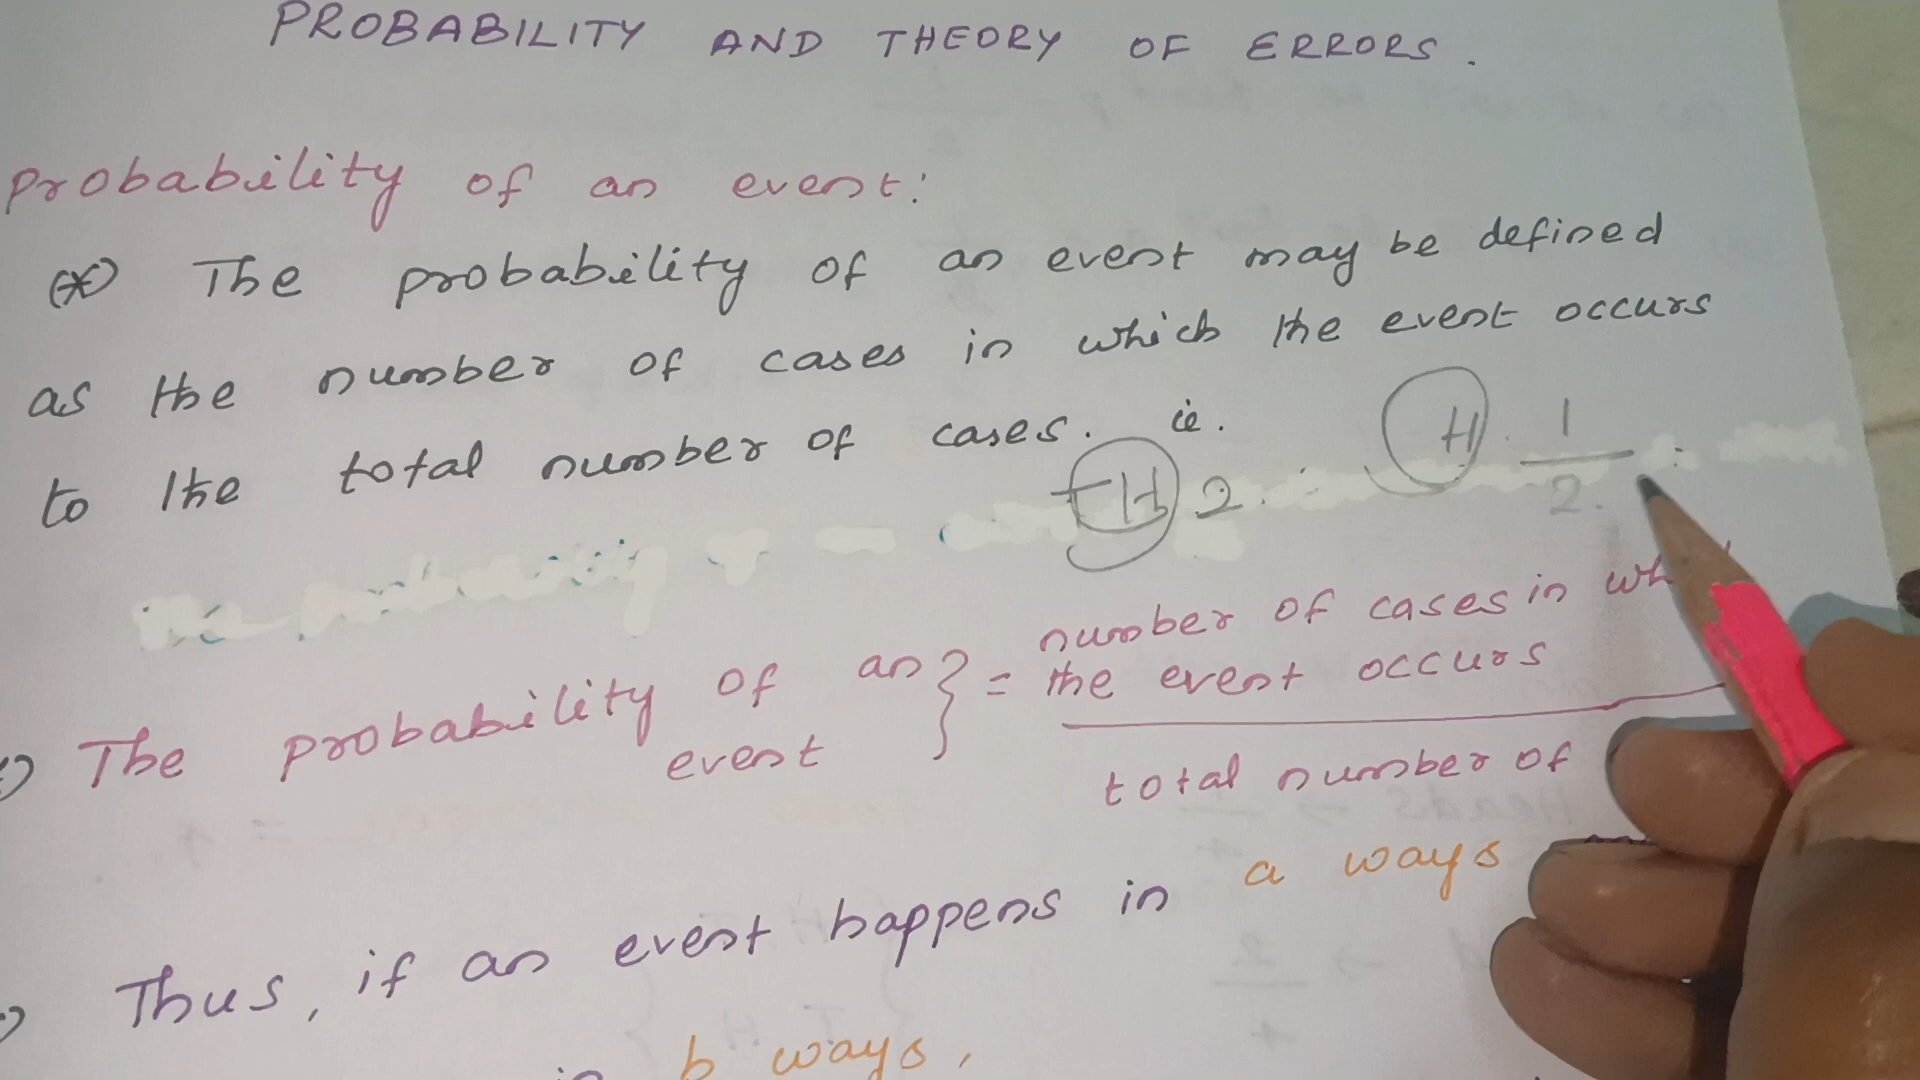 PROBABILITY AND THEORY OF ERRORS.
Probability of an event:
(*) The probability of an event may be defined
as the number of cases in which the event occurs
to the total number of cases. ie.
TH 2. H. 1
2.
The probability of an } = number of cases in wh
event the event occurs
total number of
Thus, if an event happens in a ways
in b ways,